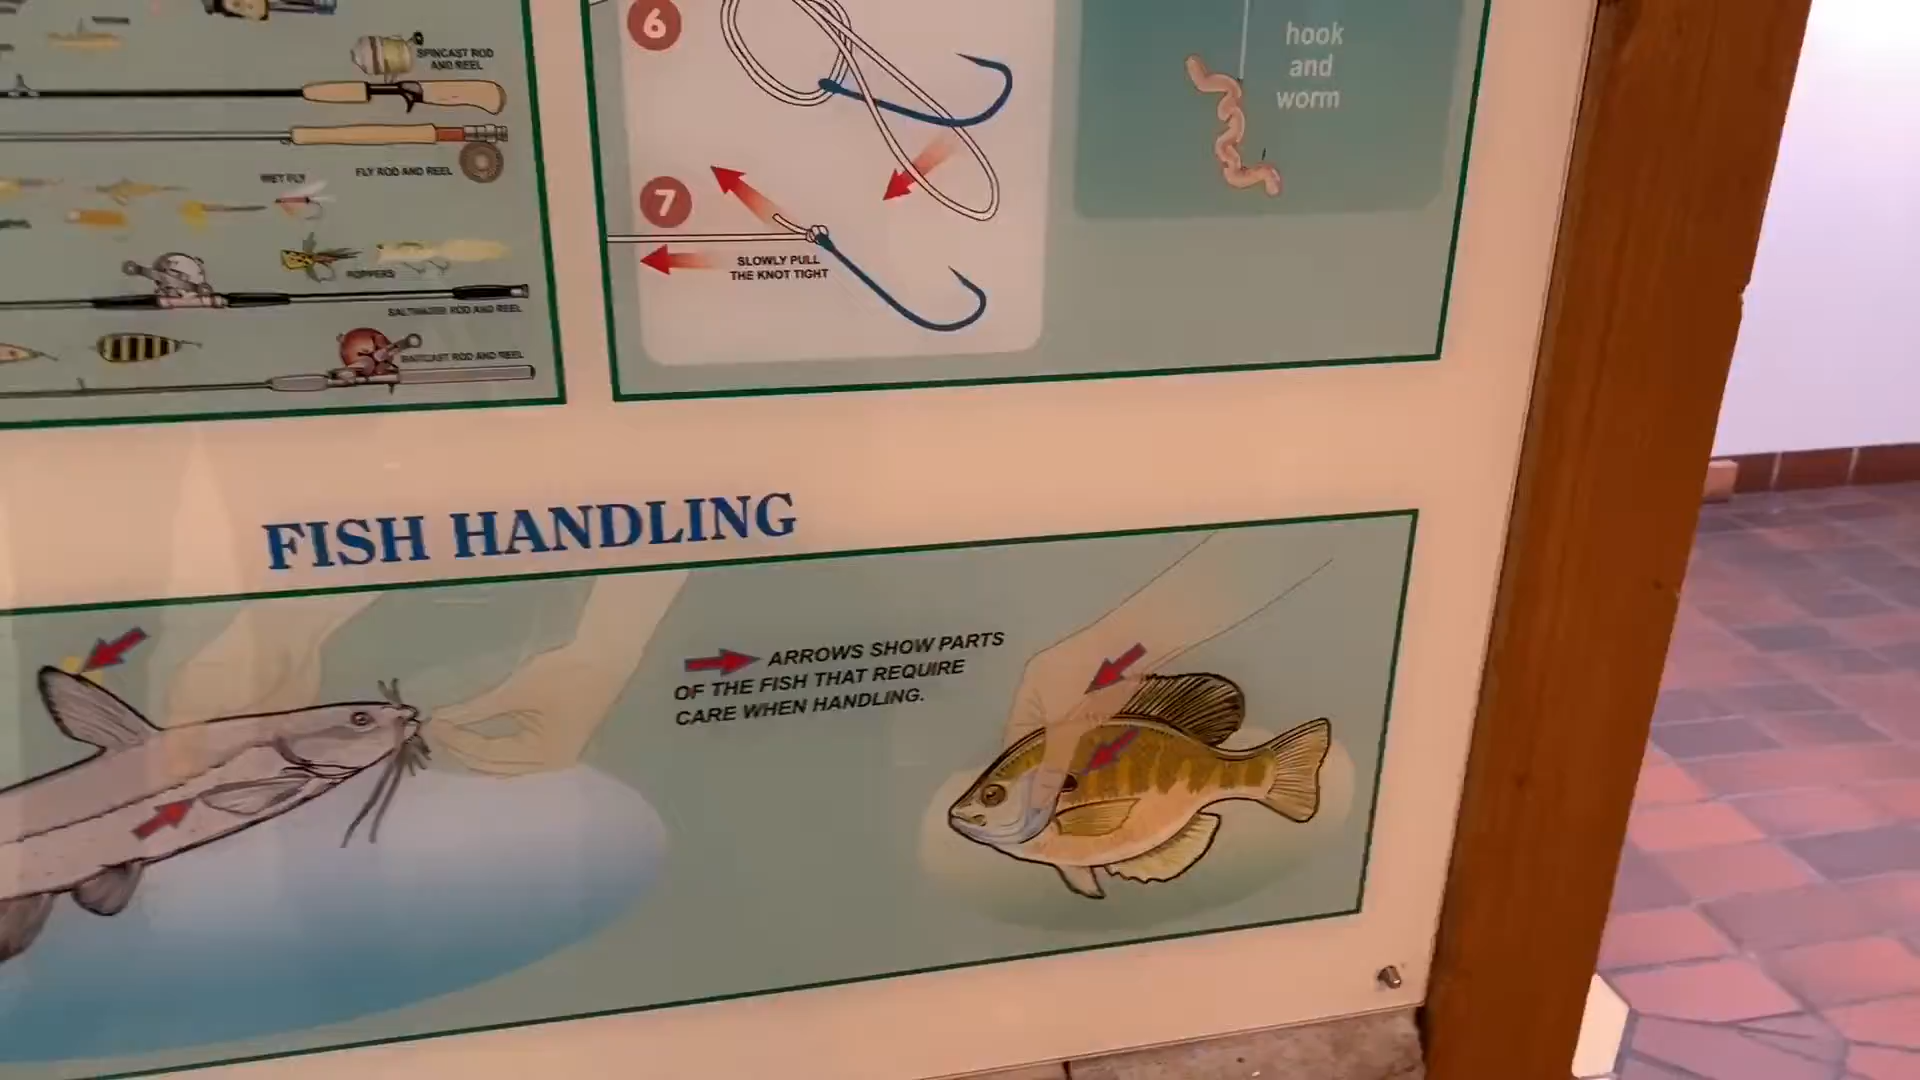 SPINCAST ROD
AND REEL
FLY ROD AND REEL
WET FLY
POPPERS
SALTWATER ROD AND REEL
BAITCAST ROD AND REEL
6
7
SLOWLY PULL
THE KNOT TIGHT
hook
and
worm
FISH HANDLING
ARROWS SHOW PARTS
OF THE FISH THAT REQUIRE
CARE WHEN HANDLING.